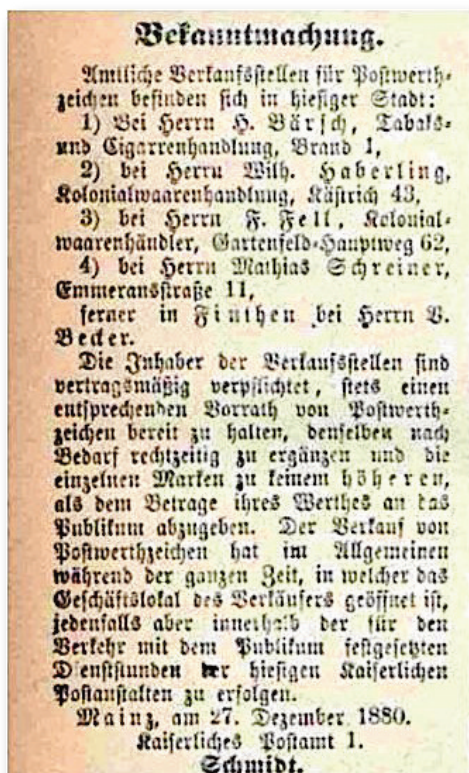 Bekanntmachung.
Amtliche Verkaufsstellen für Postwerth-
zeichen befinden sich in hiesiger Stadt:
1) Bei Herrn H. Bärsch, Tabaks-
und Cigarrenhandlung, Brand 1,
2) bei Herrn Wilh. Haberling,
Kolonialwaarenhandlung, Kästrich 43,
3) bei Herrn F. Fell, Kolonial-
waarenhändler, Gartenfeld-Hauptweg 62,
4) bei Herrn Mathias Schreiner,
Emmeransstraße 11,
ferner in Finthen bei Herrn V.
Becker.
Die Inhaber der Verkaufsstellen sind
vertragsmäßig verpflichtet, stets einen
entsprechenden Vorrath von Postwerth-
zeichen bereit zu halten, denselben nach
Bedarf rechtzeitig zu ergänzen und die
einzelnen Marken zu keinem höheren,
als dem Betrage ihres Werthes an das
Publikum abzugeben. Der Verkauf von
Postwerthzeichen hat im Allgemeinen
während der ganzen Zeit, in welcher das
Geschäftslokal des Verkäufers geöffnet ist,
jedenfalls aber innerhalb der für den
Verkehr mit dem Publikum festgesetzten
Dienststunden der hiesigen Kaiserlichen
Postanstalten zu erfolgen.
Mainz, am 27. Dezember 1880.
Kaiserliches Postamt 1.
Schmidt.